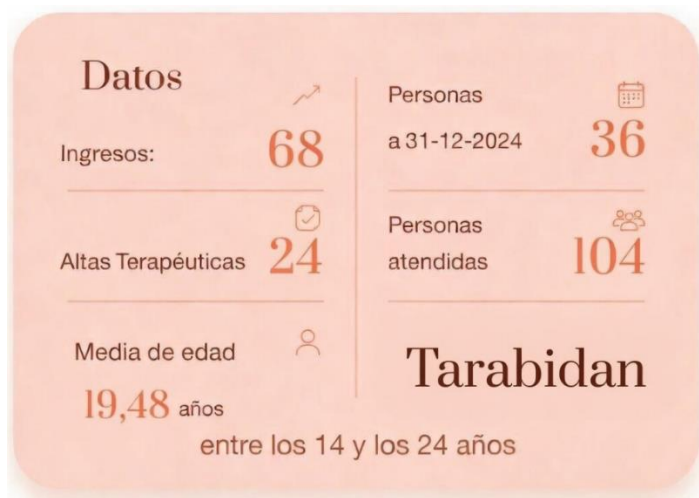 Datos
Ingresos: 68
Altas Terapéuticas 24
Media de edad
19,48 años
Personas
a 31-12-2024 36
Personas
atendidas 104
Tarabidan
entre los 14 y los 24 años